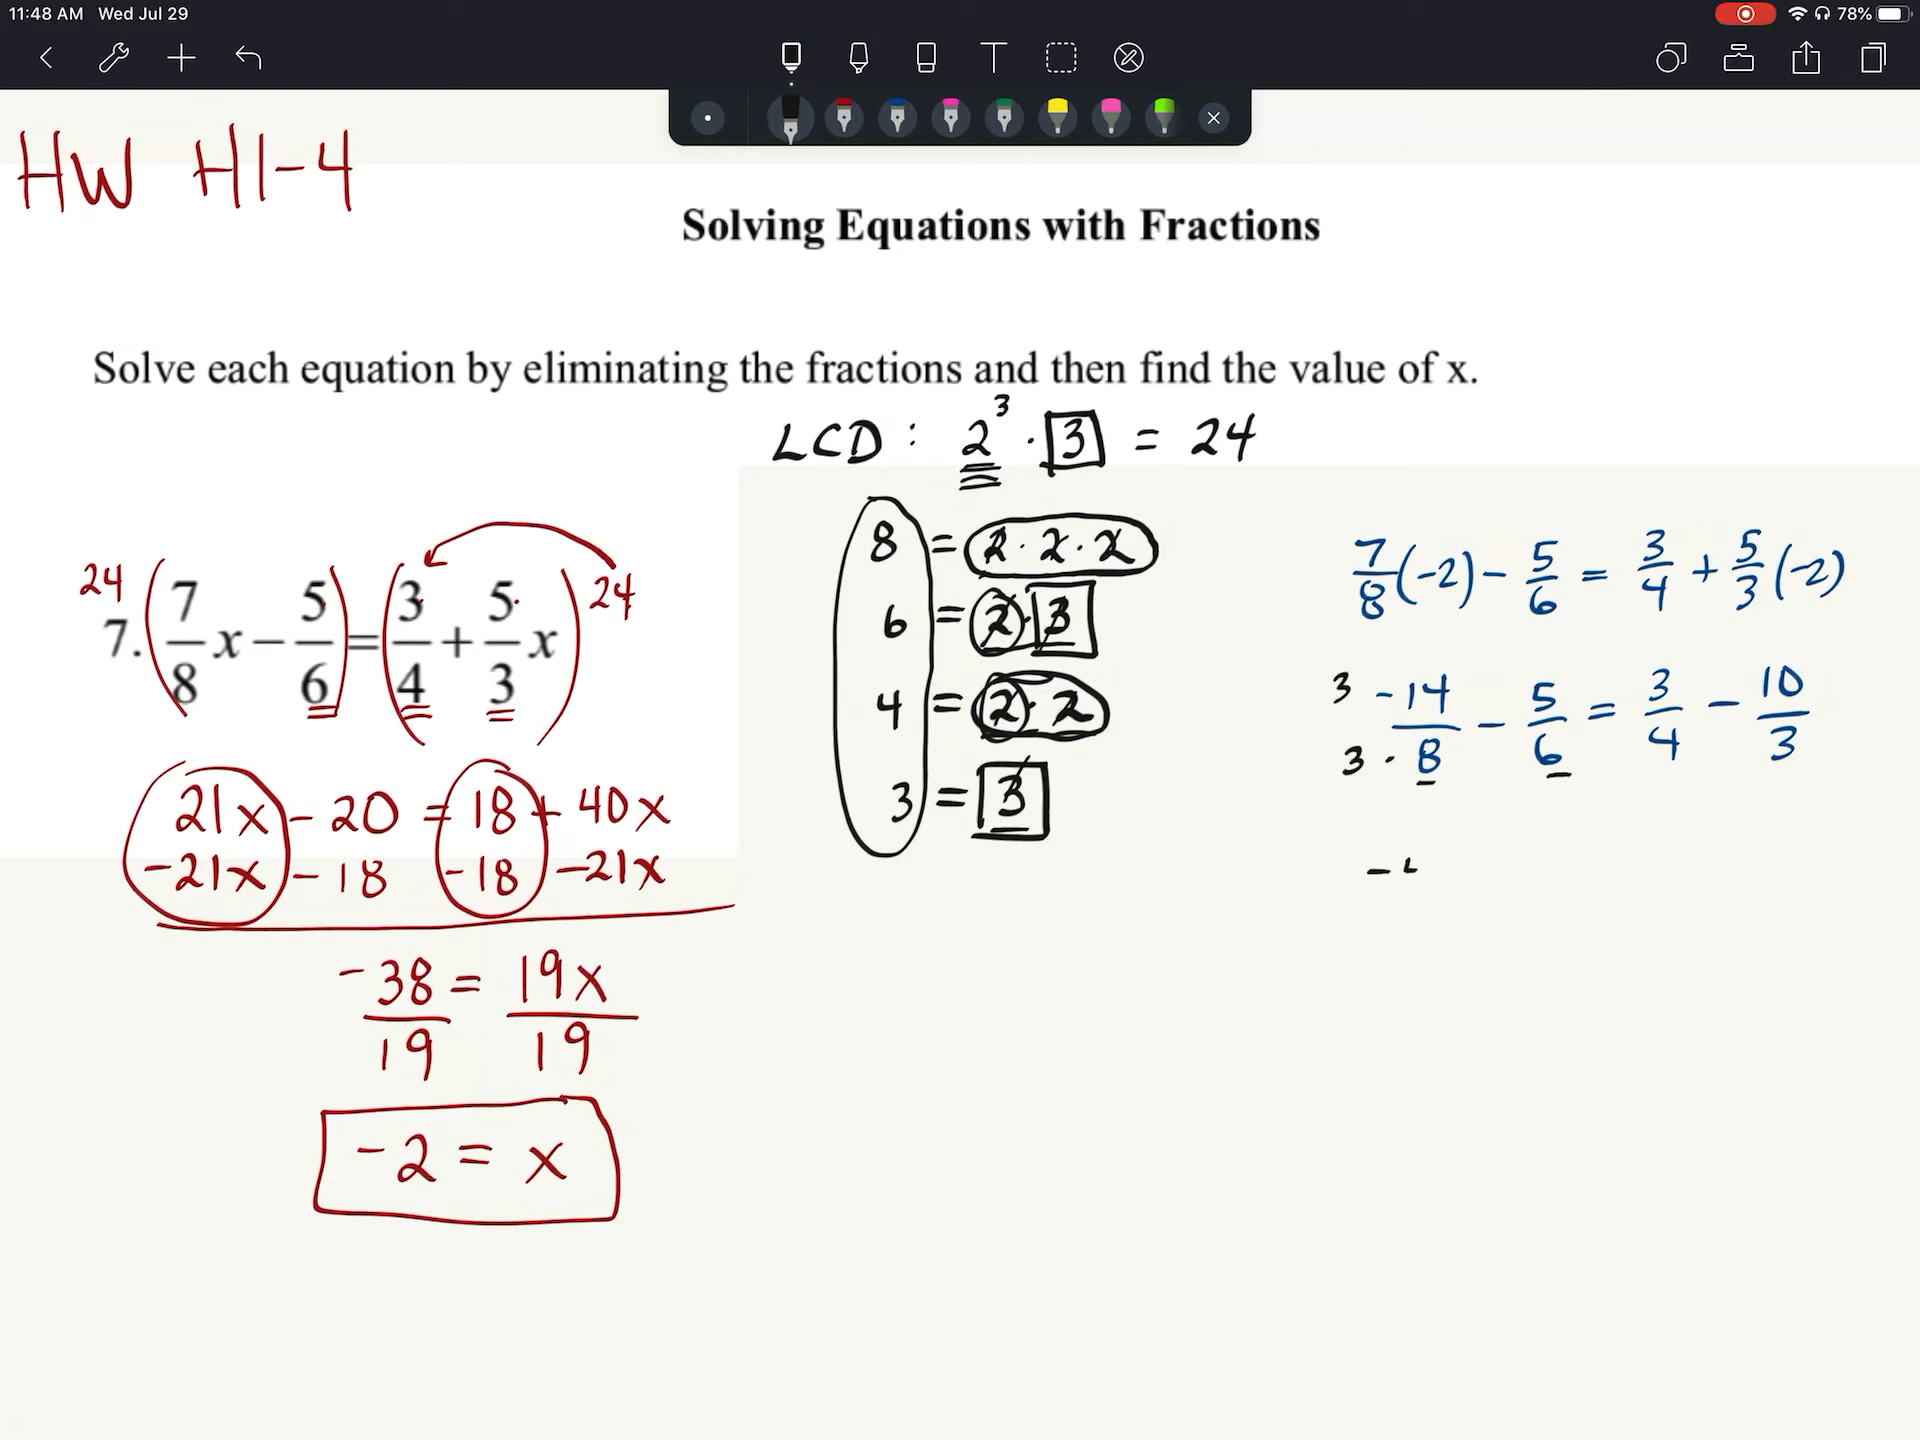 11:48 AM Wed Jul 29
78%
HW H1-4
Solving Equations with Fractions
Solve each equation by eliminating the fractions and then find the value of x.
LCD : 2³ · 3 = 24
8 = 2 · 2 · 2
6 = 2 · 3
4 = 2 · 2
3 = 3
7. 24 (7/8 x − 5/6) = (3/4 + 5/3 x) 24
21x − 20 = 18 + 40x
−21x − 18 −18 −21x
-38/19 = 19x/19
-2 = x
7/8 (-2) − 5/6 = 3/4 + 5/3 (-2)
3 -14 / 3 · 8 − 5/6 = 3/4 − 10/3